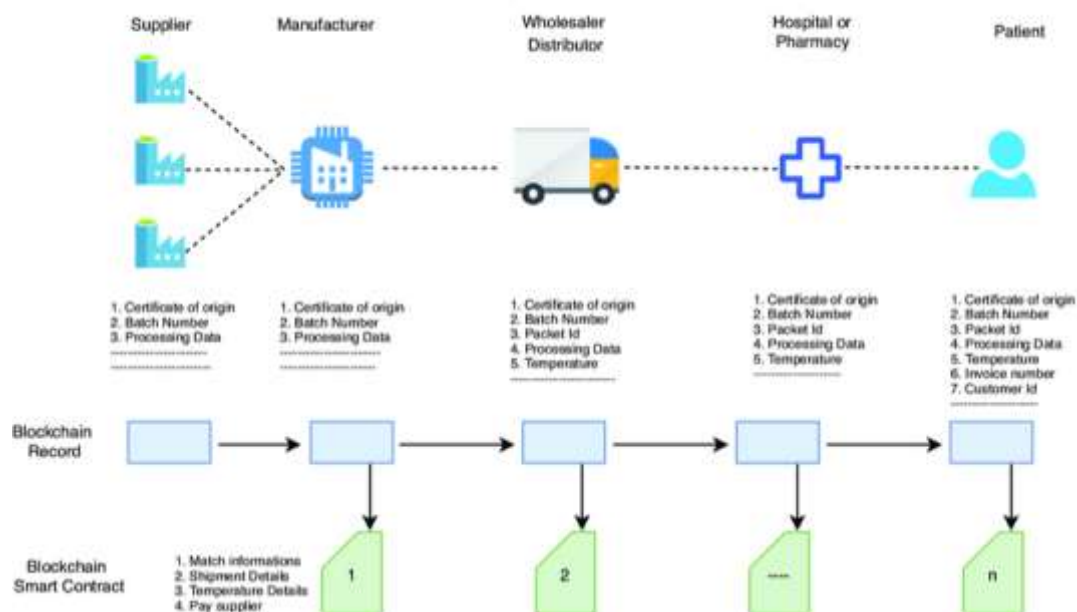 Supplier
Manufacturer
Wholesaler
Distributor
Hospital or
Pharmacy
Patient
1. Certificate of origin
2. Batch Number
3. Processing Data
--------------------
--------------------
1. Certificate of origin
2. Batch Number
3. Processing Data
--------------------
--------------------
1. Certificate of origin
2. Batch Number
3. Packet Id
4. Processing Data
5. Temperature
--------------------
1. Certificate of origin
2. Batch Number
3. Packet Id
4. Processing Data
5. Temperature
--------------------
1. Certificate of origin
2. Batch Number
3. Packet Id
4. Processing Data
5. Temperature
6. Invoice number
7. Customer Id
--------------------
Blockchain
Record
Blockchain
Smart Contract
1. Match informations
2. Shipment Details
3. Temperature Details
4. Pay supplier
1
2
----
n